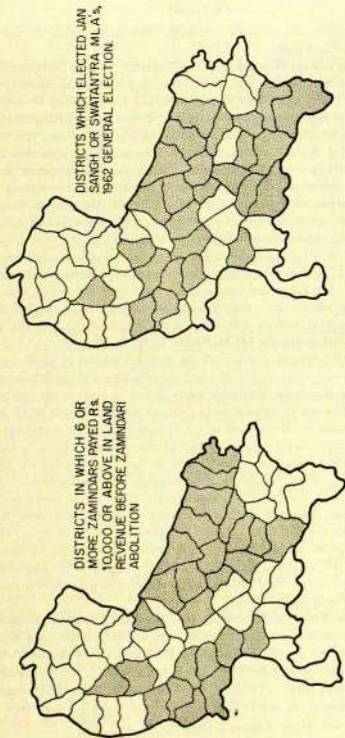 DISTRICTS IN WHICH 6 OR
MORE ZAMINDARS PAYED Rs.
10,000 OR ABOVE IN LAND
REVENUE BEFORE ZAMINDARI
ABOLITION
DISTRICTS WHICH ELECTED JAN
SANGH OR SWATANTRA MLA's,
1962 GENERAL ELECTION.